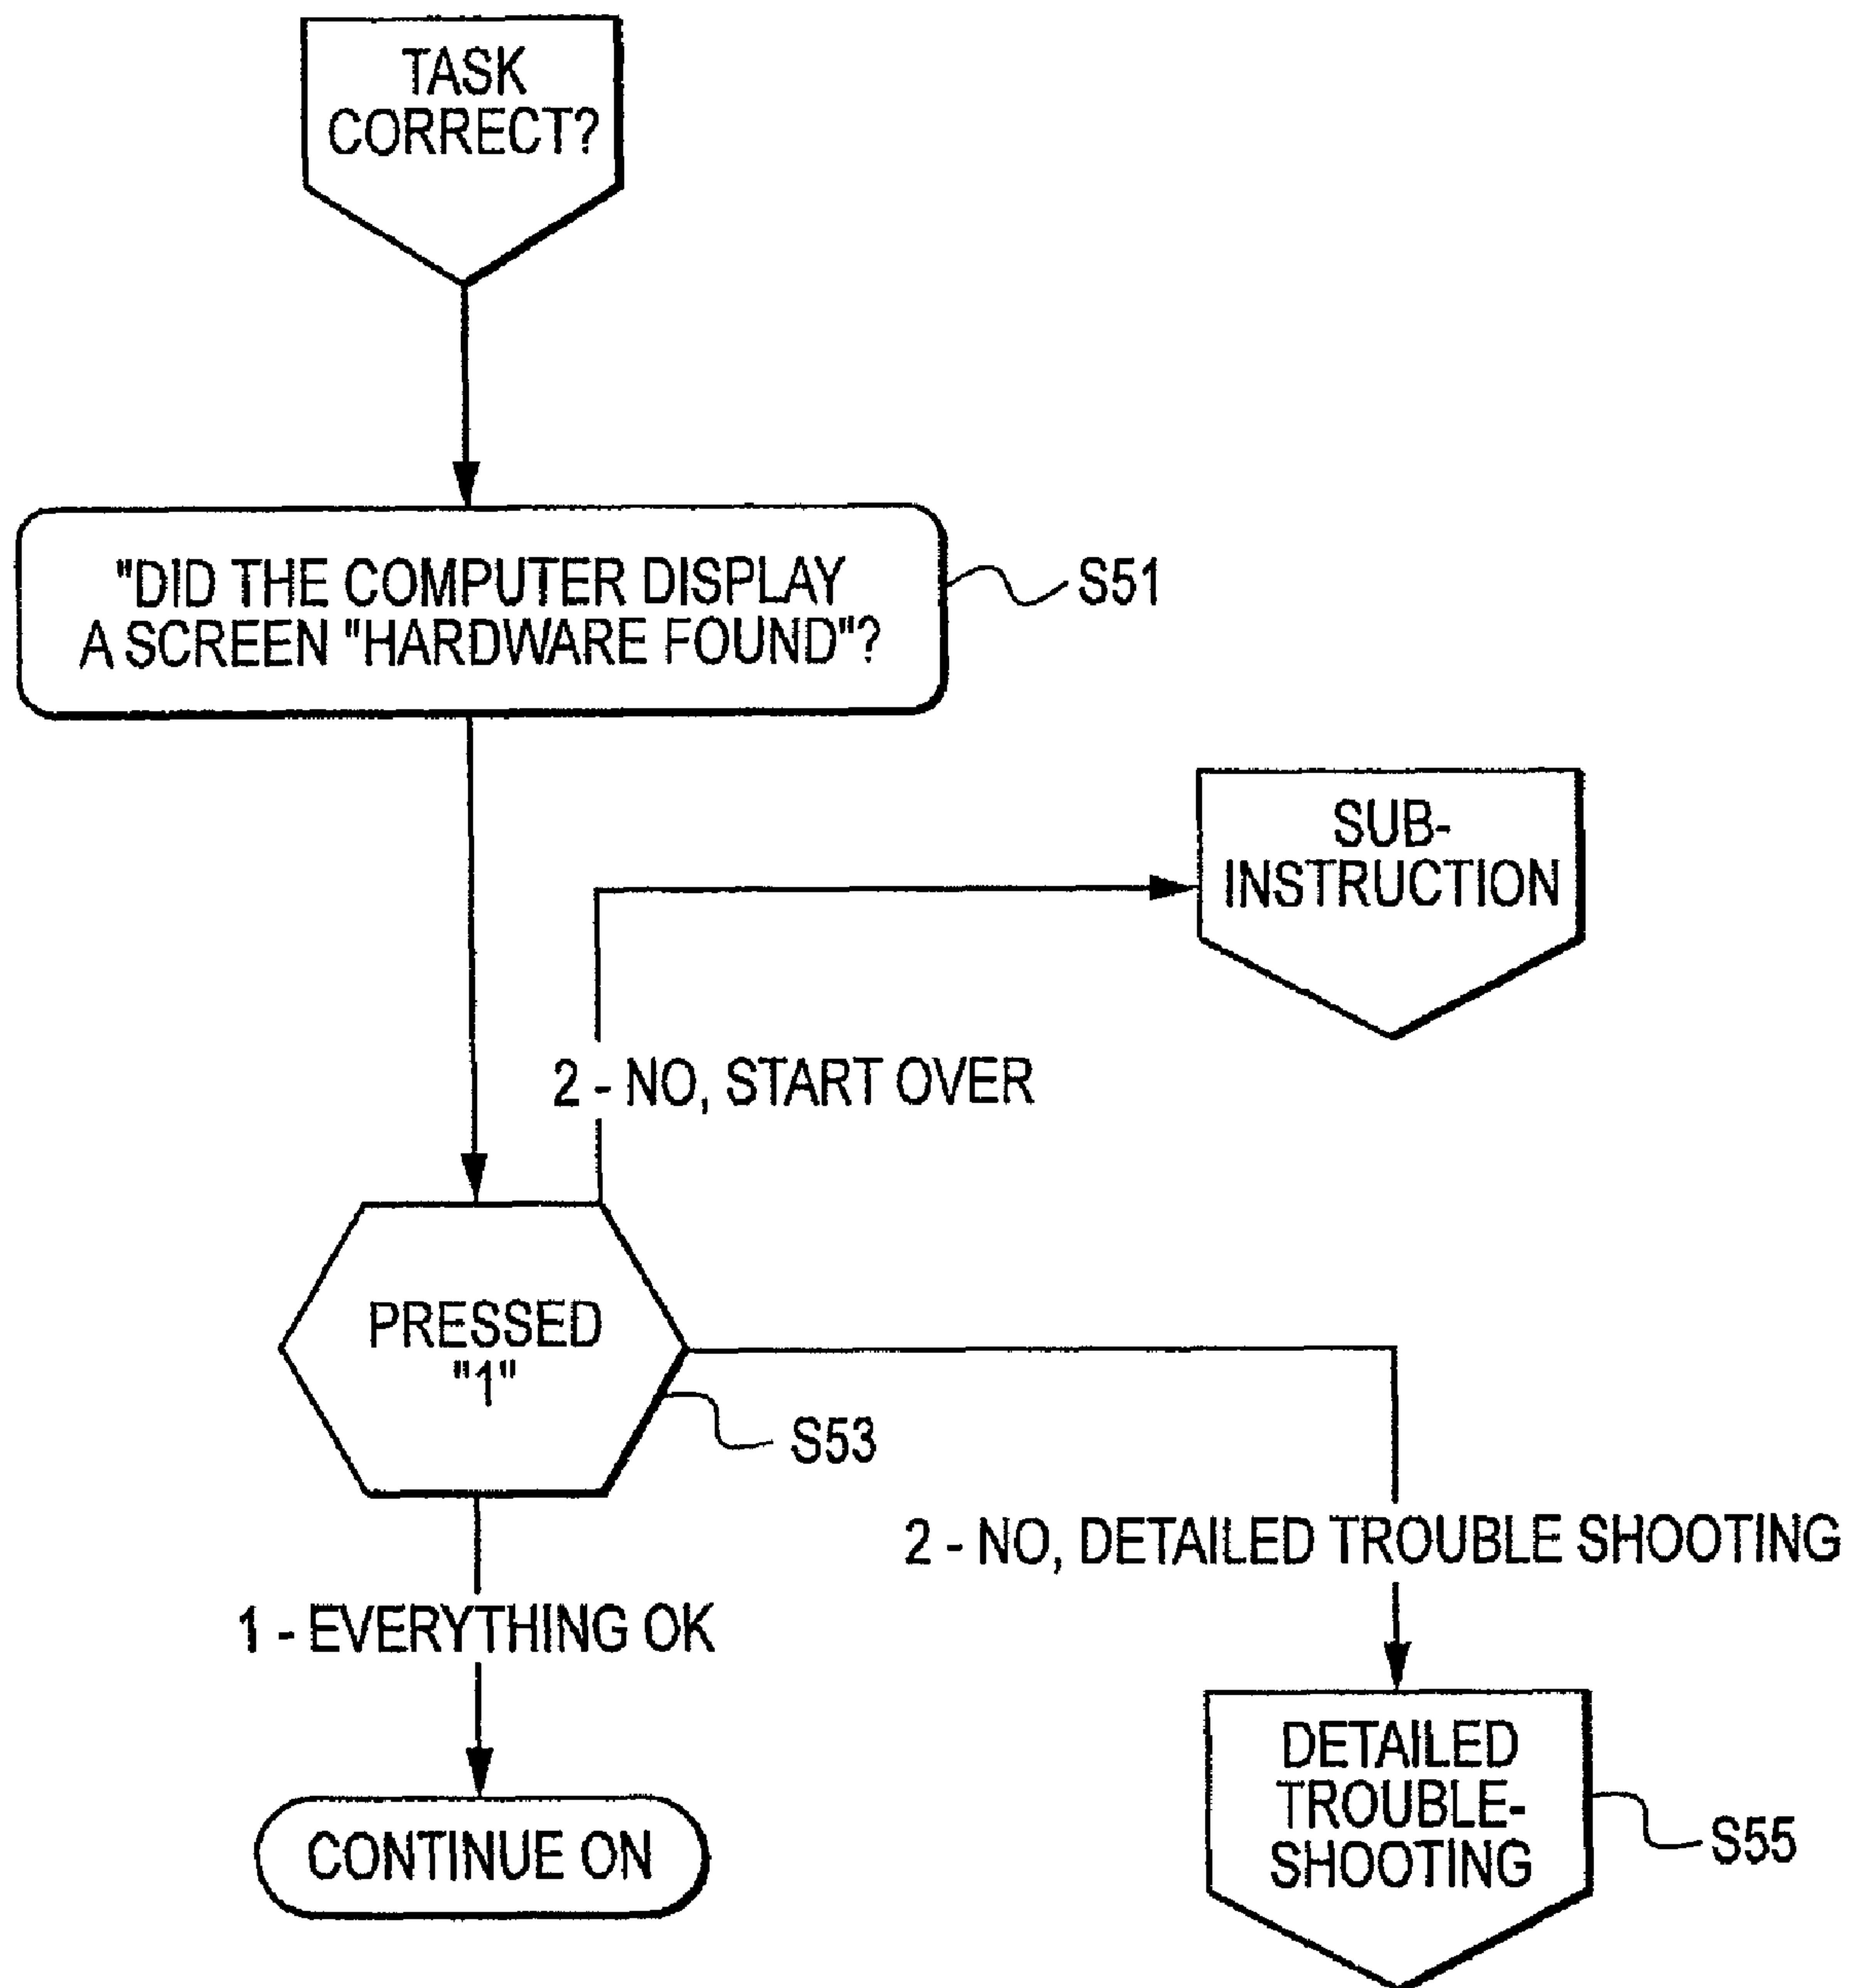 TASK
CORRECT?
"DID THE COMPUTER DISPLAY
A SCREEN "HARDWARE FOUND"?
S51
SUB-
INSTRUCTION
2 - NO, START OVER
PRESSED
"1"
S53
2 - NO, DETAILED TROUBLE SHOOTING
1 - EVERYTHING OK
DETAILED
TROUBLE-
SHOOTING
S55
CONTINUE ON